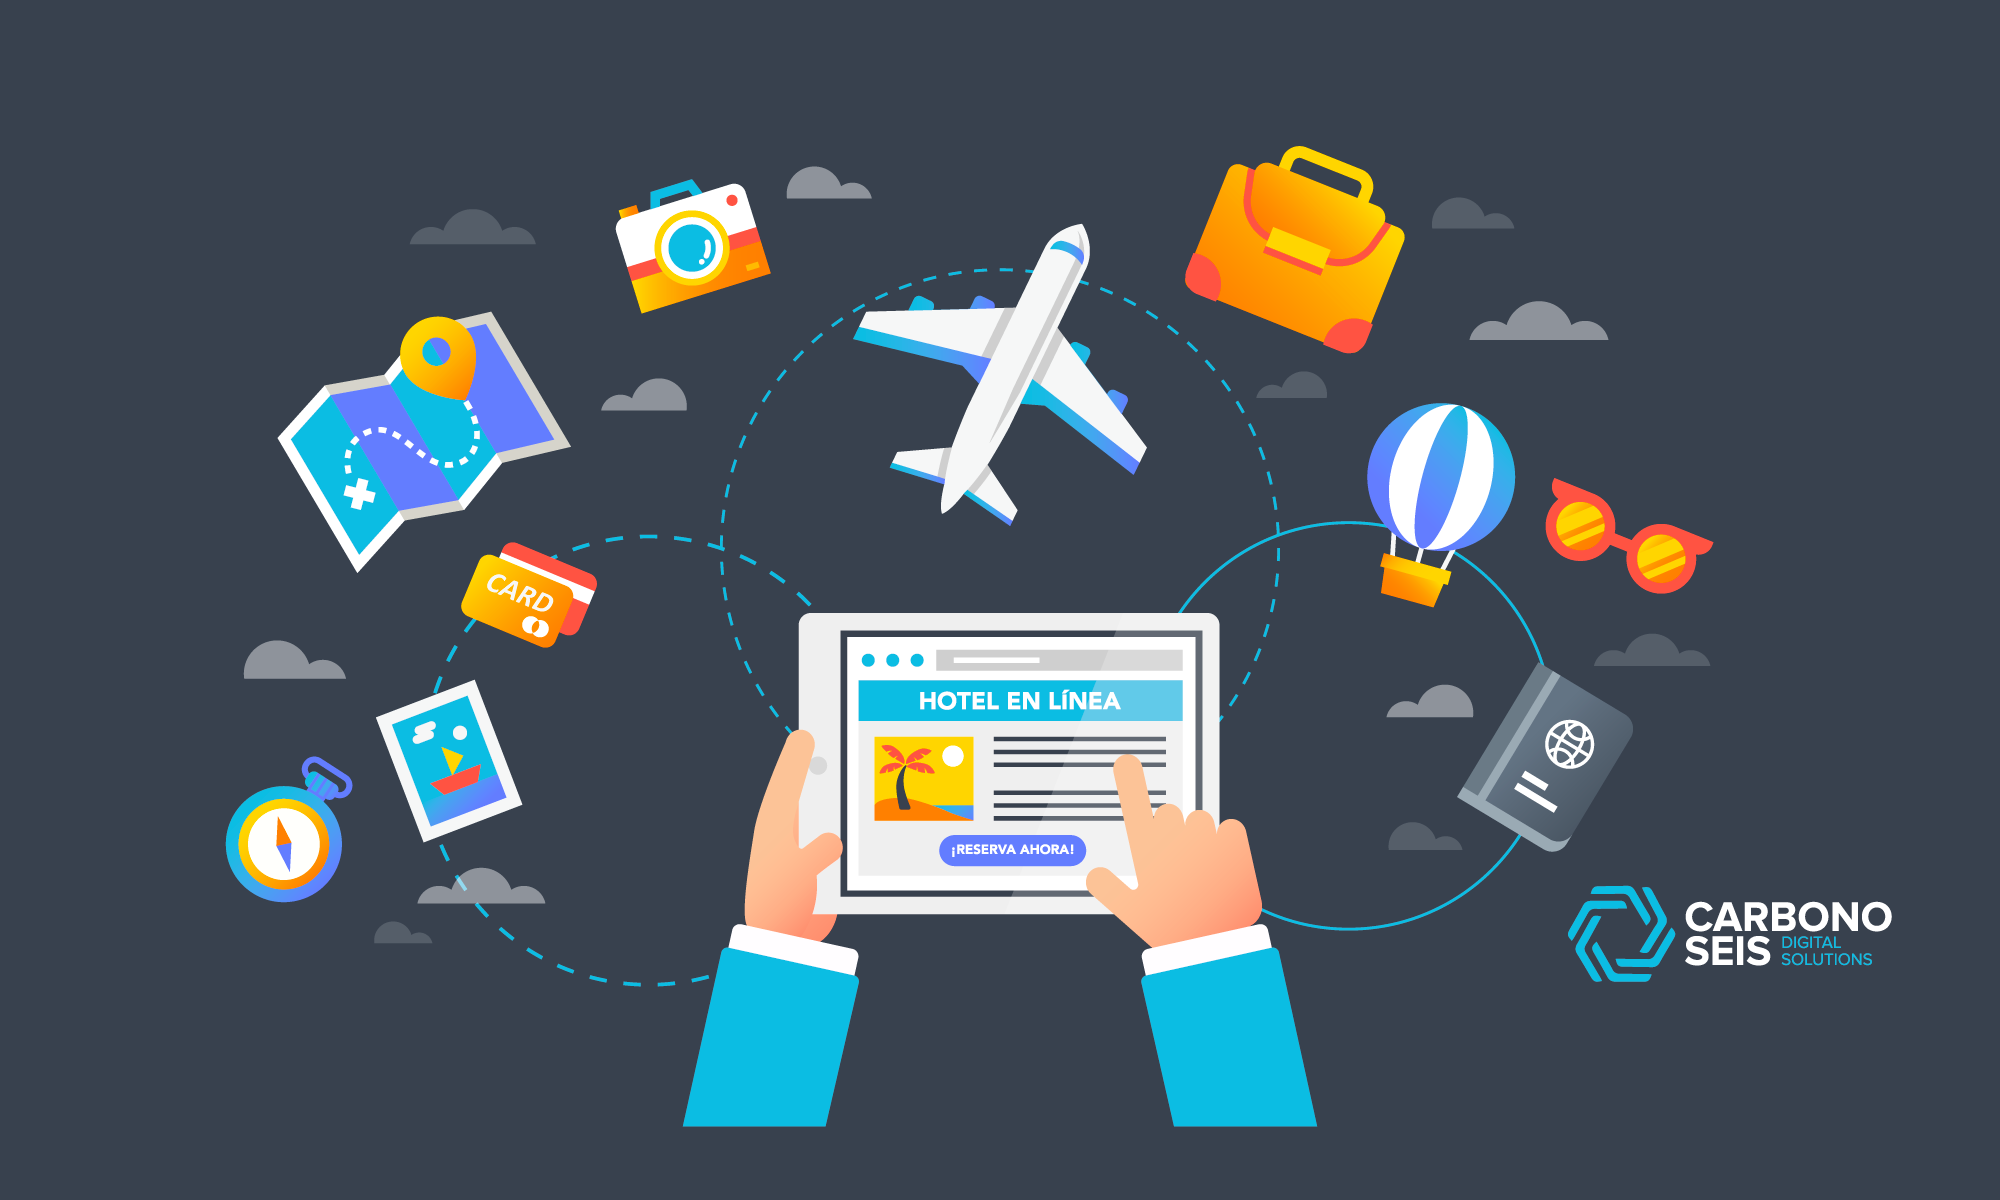 CARD
HOTEL EN LíNEA
¡RESERVA AHORA!
CARBONO
SEIS DIGITAL
SOLUTIONS